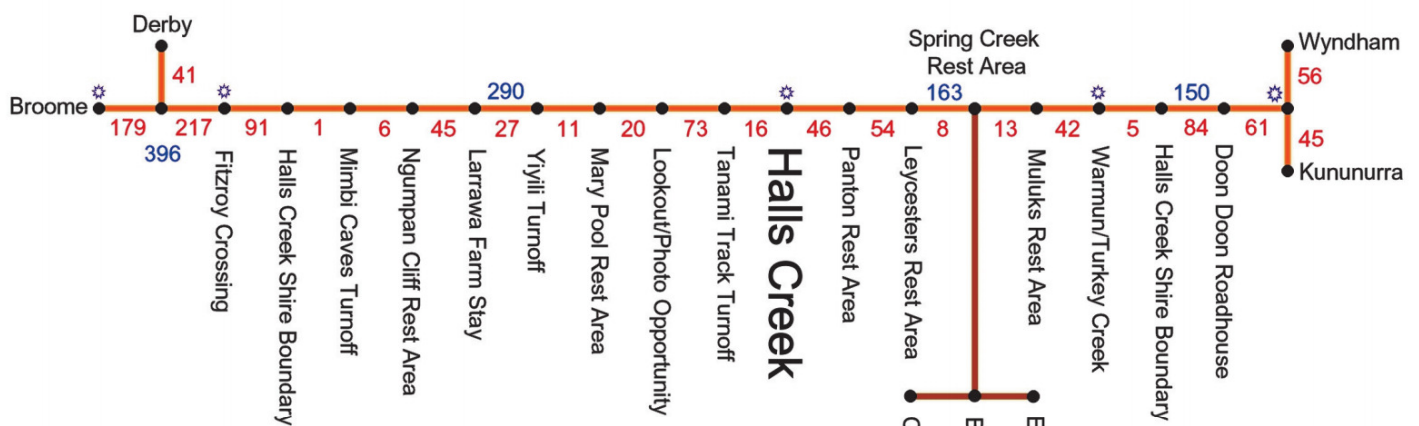 Derby
Spring Creek
Rest Area
Wyndham
41
290
56
Broome
163
150
179
217
91
1
6
45
27
11
20
73
16
46
54
8
13
42
5
84
61
45
396
Kununurra
Fitzroy Crossing
Halls Creek Shire Boundary
Mimbi Caves Turnoff
Ngumpan Cliff Rest Area
Larrawa Farm Stay
Yiyili Turnoff
Mary Pool Rest Area
Lookout/Photo Opportunity
Tanami Track Turnoff
Halls Creek
Panton Rest Area
Leycesters Rest Area
Muluks Rest Area
Warmun/Turkey Creek
Halls Creek Shire Boundary
Doon Doon Roadhouse